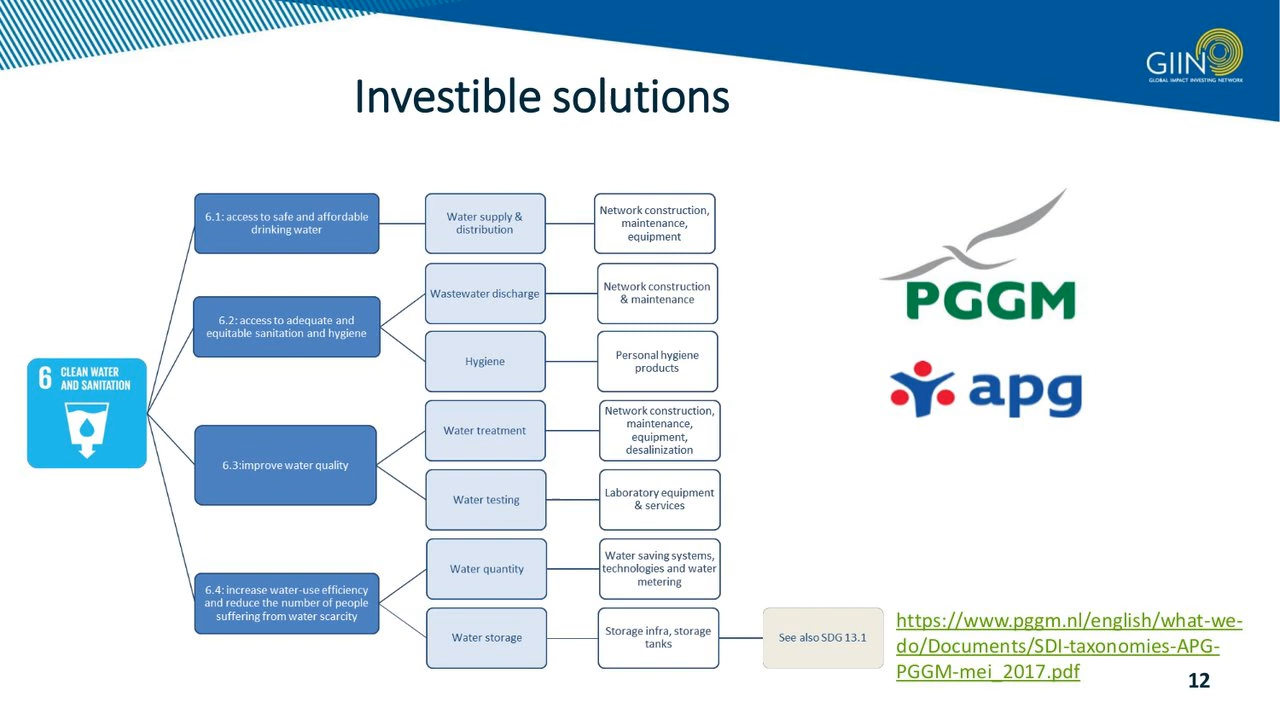 GIIN
GLOBAL IMPACT INVESTING NETWORK
Investible solutions
6 CLEAN WATER
AND SANITATION
6.1: access to safe and affordable
drinking water
Water supply &
distribution
Network construction,
maintenance,
equipment
6.2: access to adequate and
equitable sanitation and hygiene
Wastewater discharge
Network construction
& maintenance
Hygiene
Personal hygiene
products
6.3:improve water quality
Water treatment
Network construction,
maintenance,
equipment,
desalinization
Water testing
Laboratory equipment
& services
6.4: increase water-use efficiency
and reduce the number of people
suffering from water scarcity
Water quantity
Water saving systems,
technologies and water
metering
Water storage
Storage infra, storage
tanks
See also SDG 13.1
PGGM
apg
https://www.pggm.nl/english/what-we-
do/Documents/SDI-taxonomies-APG-
PGGM-mei_2017.pdf
12